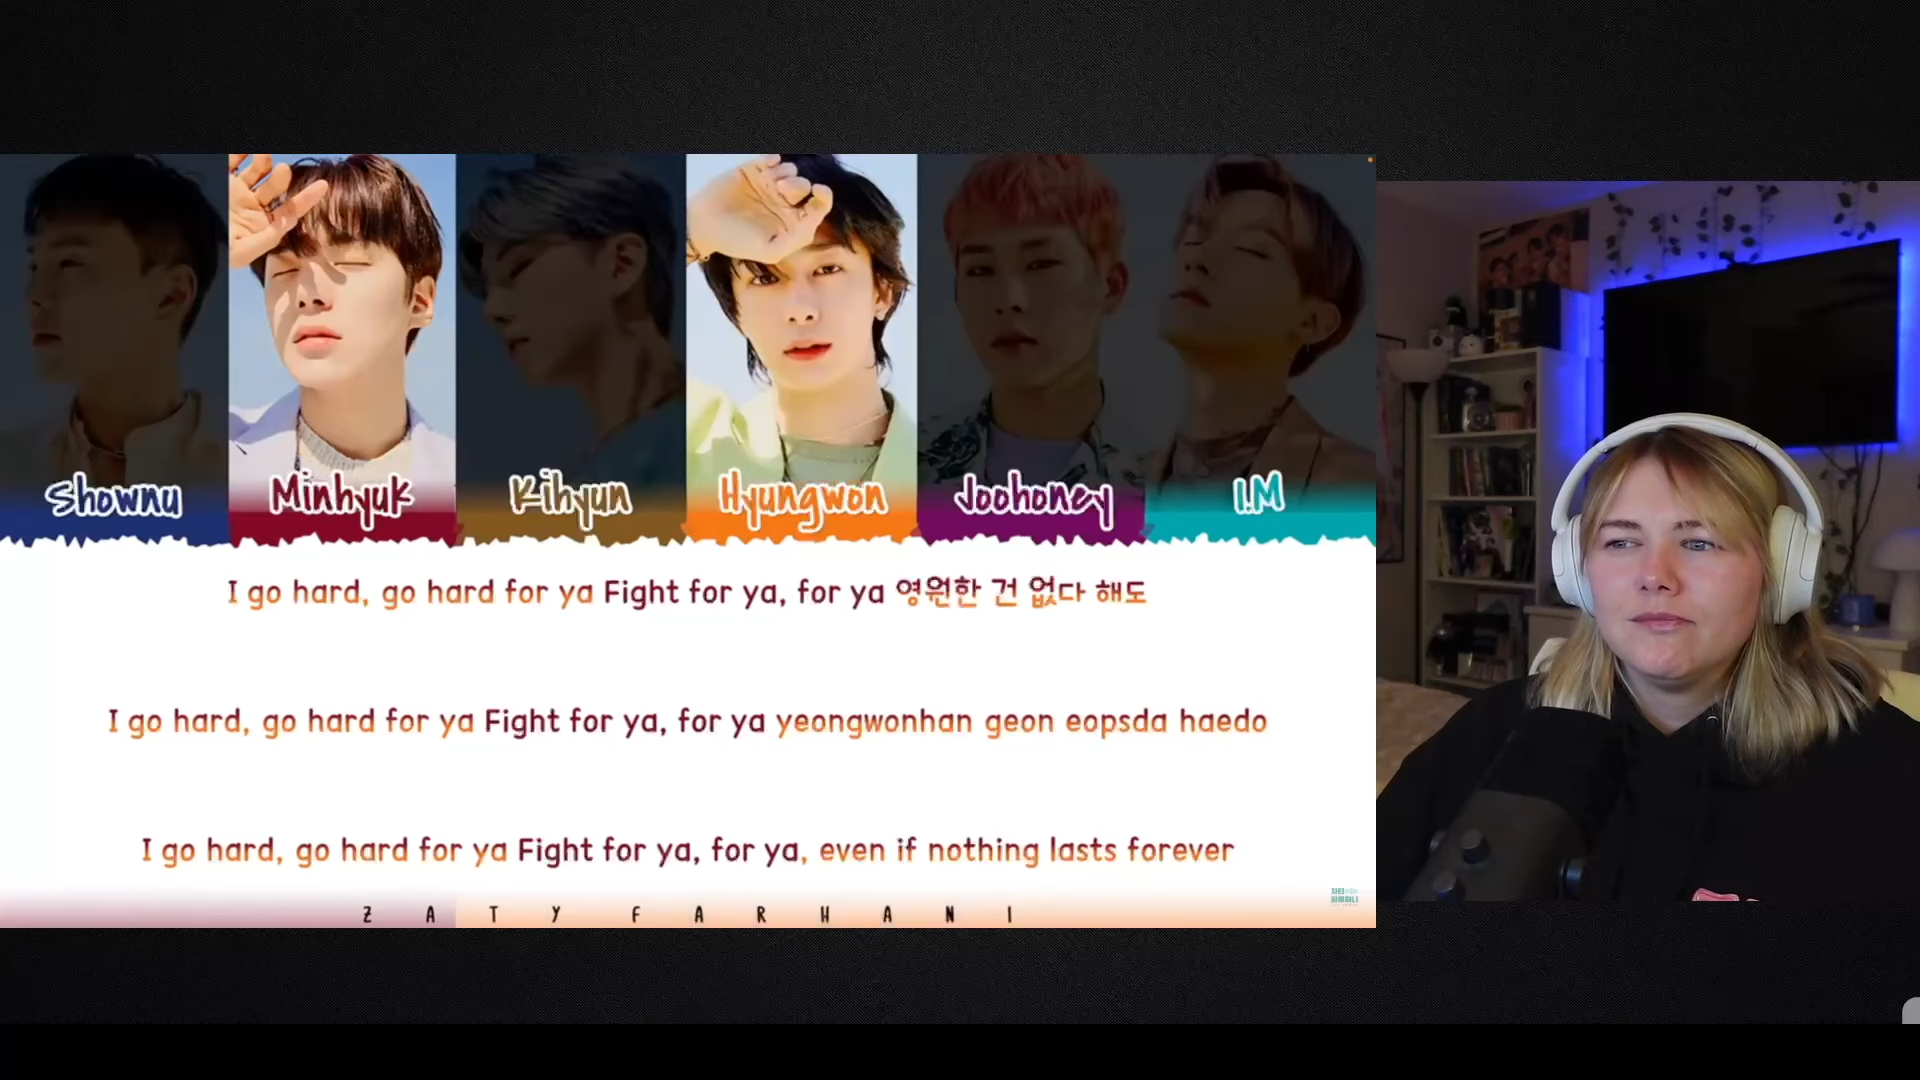 Shownu
Minhyuk
Kihyun
Hyungwon
Joohoney
I.M
I go hard, go hard for ya Fight for ya, for ya 영원한 건 없다 해도
I go hard, go hard for ya Fight for ya, for ya yeongwonhan geon eopsda haedo
I go hard, go hard for ya Fight for ya, for ya, even if nothing lasts forever
ZATY FARHANI